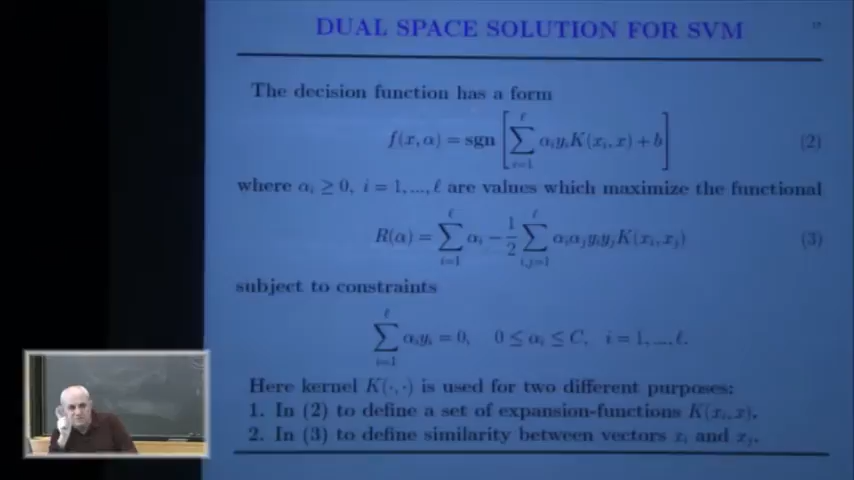 DUAL SPACE SOLUTION FOR SVM
The decision function has a form
f(x, α) = sgn [ ∑_{i=1}^{ℓ} α_i y_i K(x_i, x) + b ] (2)
where α_i ≥ 0, i = 1, ..., ℓ are values which maximize the functional
R(α) = ∑_{i=1}^{ℓ} α_i − 1/2 ∑_{i,j=1}^{ℓ} α_i α_j y_i y_j K(x_i, x_j) (3)
subject to constraints
∑_{i=1}^{ℓ} α_i y_i = 0, 0 ≤ α_i ≤ C, i = 1, ..., ℓ.
Here kernel K(·, ·) is used for two different purposes:
1. In (2) to define a set of expansion-functions K(x_i, x).
2. In (3) to define similarity between vectors x_i and x_j.